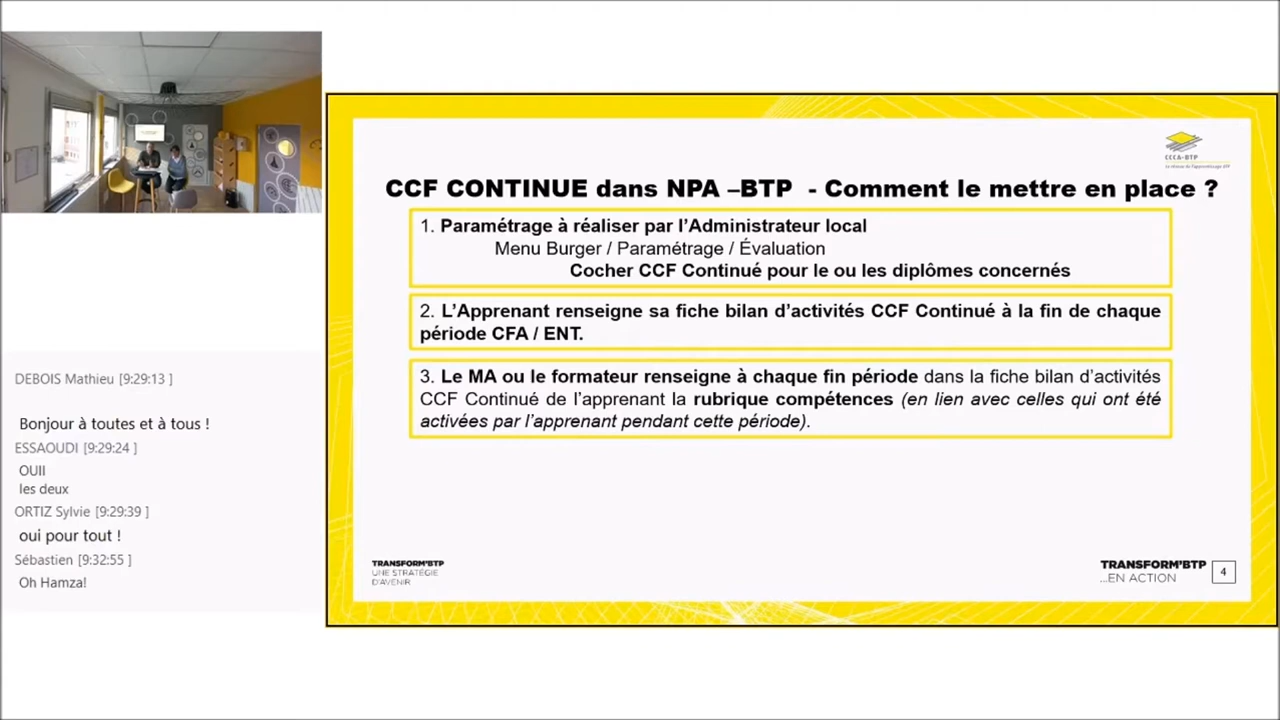 CCCA-BTP
Le réseau de l'apprentissage BTP
CCF CONTINUE dans NPA –BTP - Comment le mettre en place ?
1. Paramétrage à réaliser par l'Administrateur local
Menu Burger / Paramétrage / Évaluation
Cocher CCF Continué pour le ou les diplômes concernés
2. L'Apprenant renseigne sa fiche bilan d'activités CCF Continué à la fin de chaque
période CFA / ENT.
3. Le MA ou le formateur renseigne à chaque fin période dans la fiche bilan d'activités
CCF Continué de l'apprenant la rubrique compétences (en lien avec celles qui ont été
activées par l'apprenant pendant cette période).
TRANSFORM'BTP
UNE STRATÉGIE
D'AVENIR
TRANSFORM'BTP
...EN ACTION
4
DEBOIS Mathieu [9:29:13 ]
Bonjour à toutes et à tous !
ESSAOUDI [9:29:24 ]
OUII
les deux
ORTIZ Sylvie [9:29:39 ]
oui pour tout !
Sébastien [9:32:55 ]
Oh Hamza!